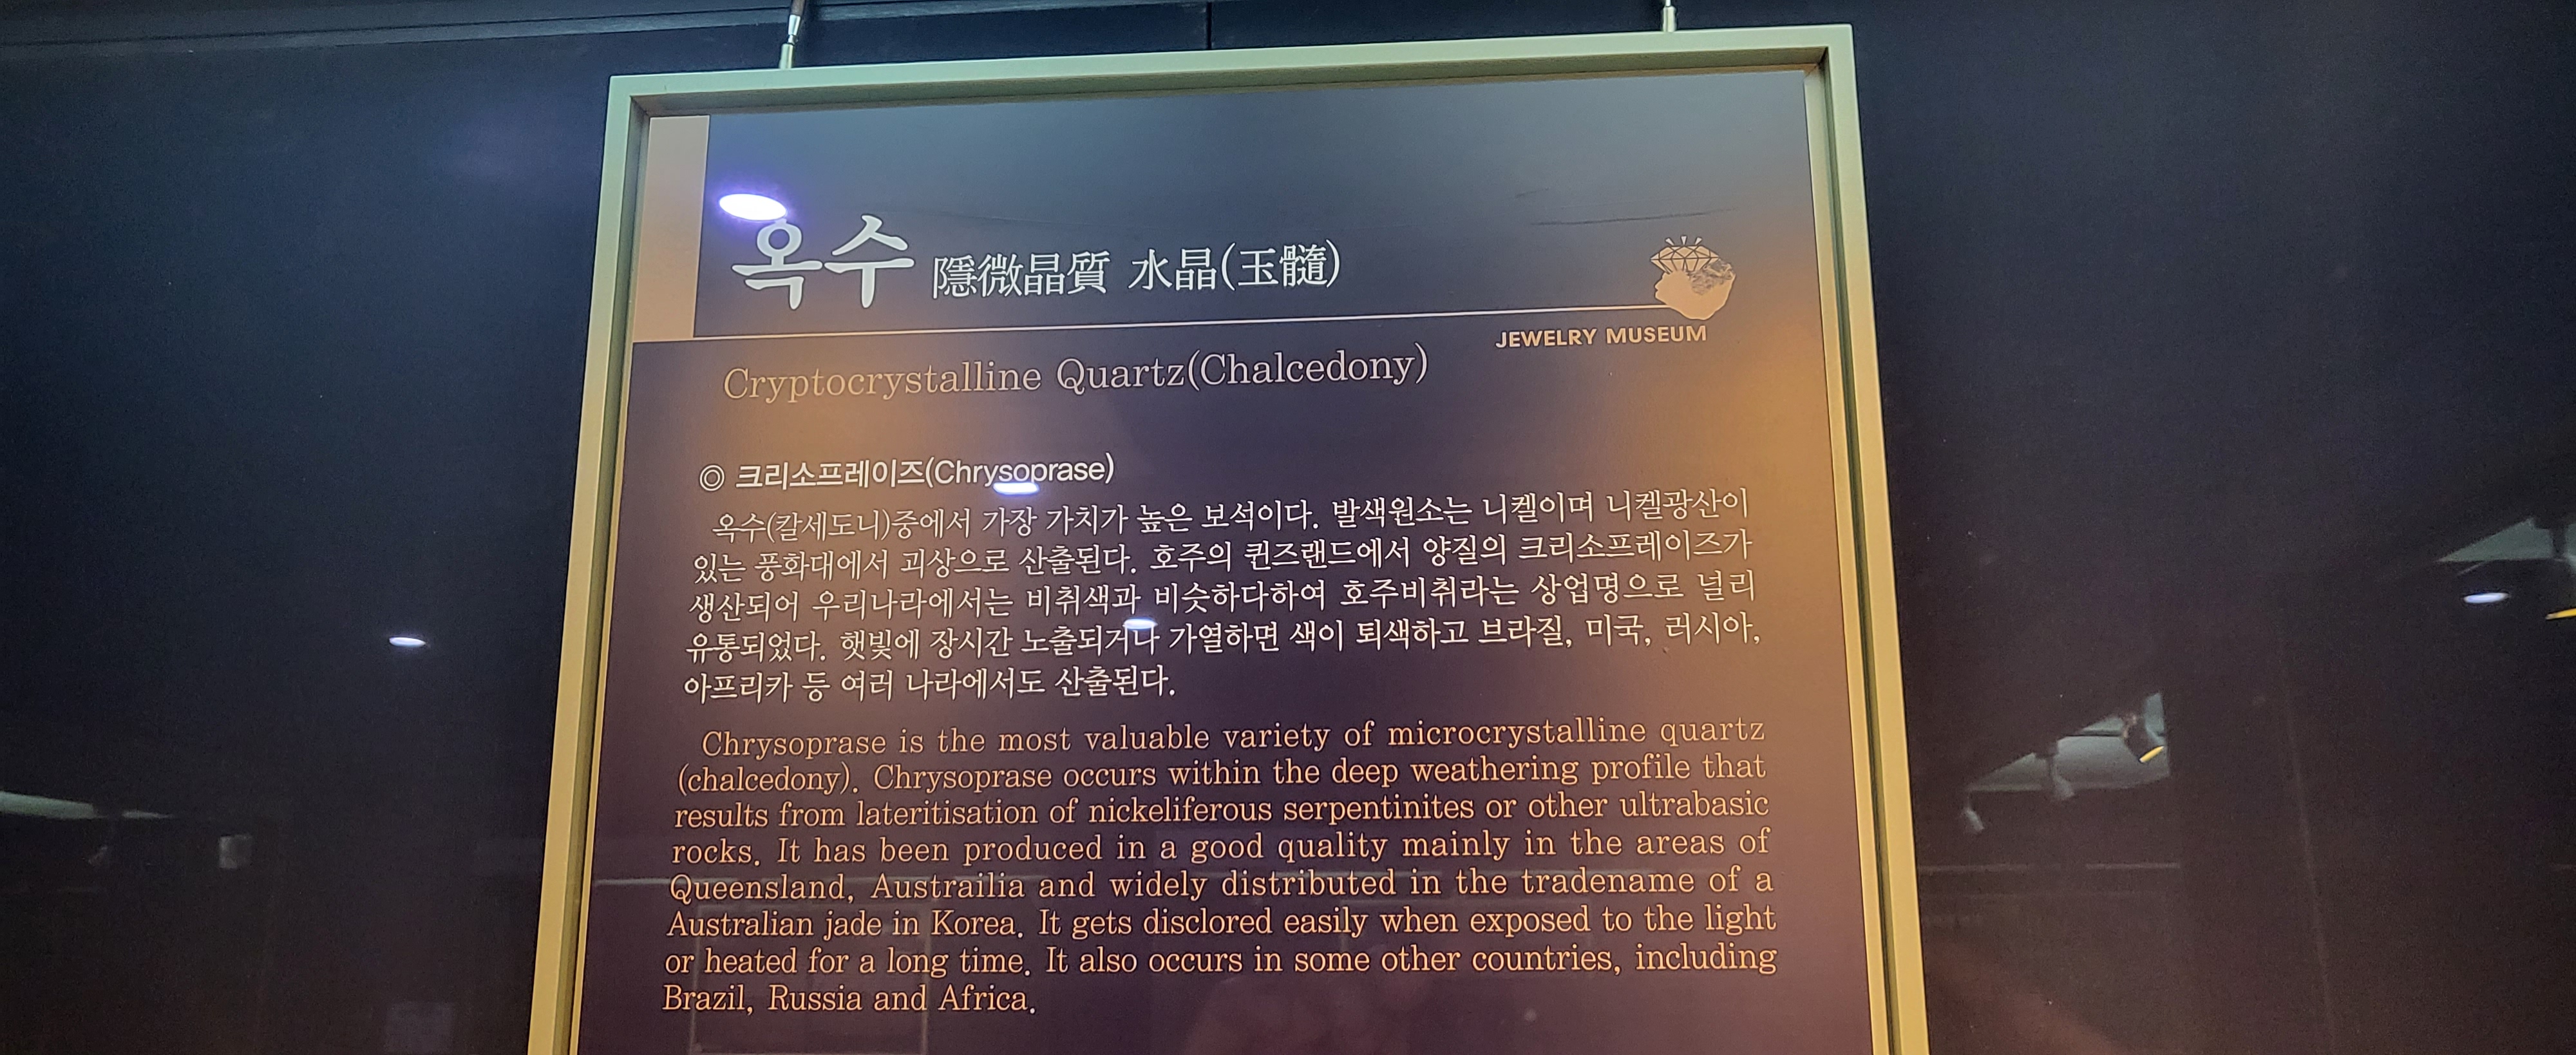 옥수 隱微晶質 水晶(玉髓)
JEWELRY MUSEUM
Cryptocrystalline Quartz(Chalcedony)
◎ 크리소프레이즈(Chrysoprase)
옥수(칼세도니)중에서 가장 가치가 높은 보석이다. 발색원소는 니켈이며 니켈광산이
있는 풍화대에서 괴상으로 산출된다. 호주의 퀸즈랜드에서 양질의 크리소프레이즈가
생산되어 우리나라에서는 비취색과 비슷하다하여 호주비취라는 상업명으로 널리
유통되었다. 햇빛에 장시간 노출되거나 가열하면 색이 퇴색하고 브라질, 미국, 러시아,
아프리카 등 여러 나라에서도 산출된다.
Chrysoprase is the most valuable variety of microcrystalline quartz
(chalcedony). Chrysoprase occurs within the deep weathering profile that
results from lateritisation of nickeliferous serpentinites or other ultrabasic
rocks. It has been produced in a good quality mainly in the areas of
Queensland, Austrailia and widely distributed in the tradename of a
Australian jade in Korea. It gets disclored easily when exposed to the light
or heated for a long time. It also occurs in some other countries, including
Brazil, Russia and Africa.